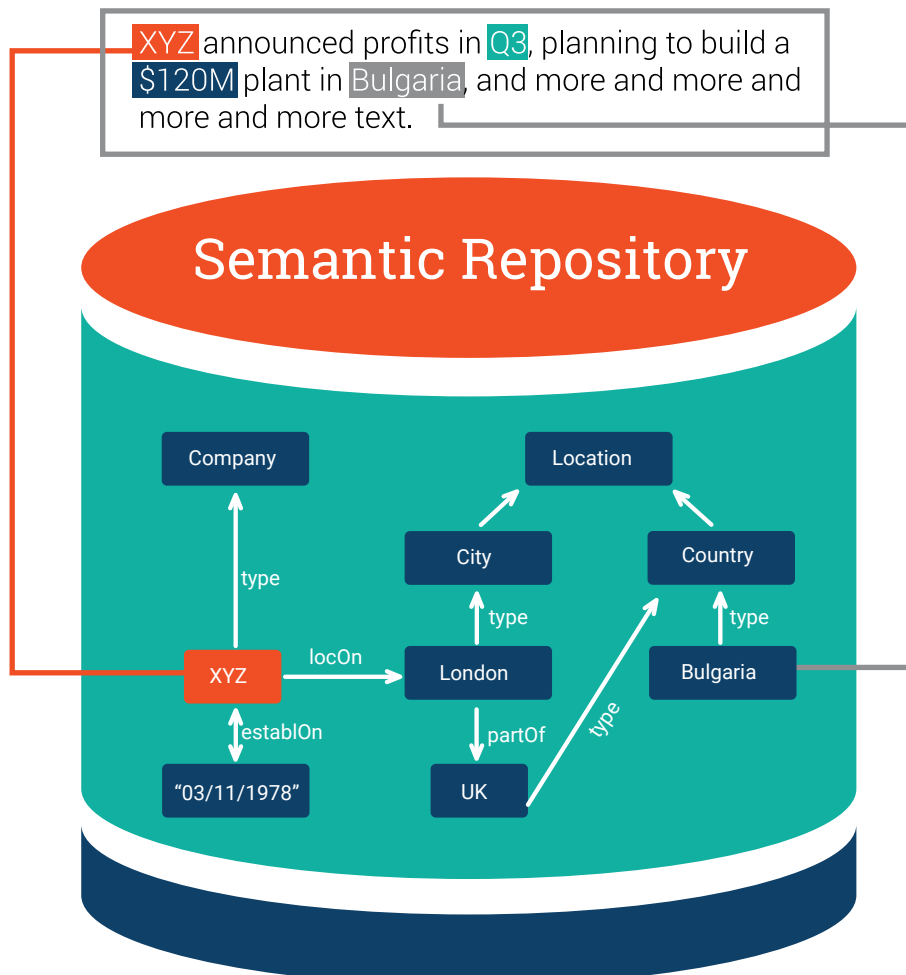 XYZ announced profits in Q3, planning to build a
$120M plant in Bulgaria, and more and more and
more and more text.
Semantic Repository
Company
Location
City
Country
type
type
type
locOn
XYZ
London
Bulgaria
establOn
partOf
type
“03/11/1978”
UK